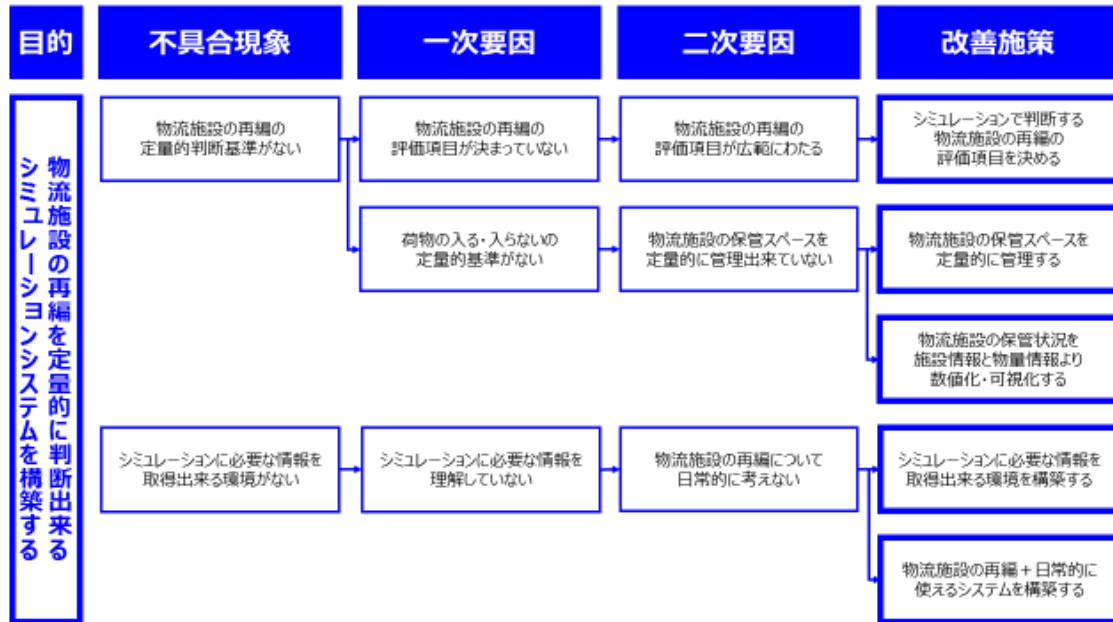 目的
不具合現象
一次要因
二次要因
改善施策
物流施設の再編を定量的に判断出来る
シミュレーションシステムを構築する
物流施設の再編の
定量的判断基準がない
物流施設の再編の
評価項目が決まっていない
物流施設の再編の
評価項目が広範にわたる
シミュレーションで判断する
物流施設の再編の
評価項目を決める
荷物の入る・入らないの
定量的基準がない
物流施設の保管スペースを
定量的に管理出来ていない
物流施設の保管スペースを
定量的に管理する
物流施設の保管状況を
施設情報と物量情報より
数値化・可視化する
シミュレーションに必要な情報を
取得出来る環境がない
シミュレーションに必要な情報を
理解していない
物流施設の再編について
日常的に考えない
シミュレーションに必要な情報を
取得出来る環境を構築する
物流施設の再編+日常的に
使えるシステムを構築する